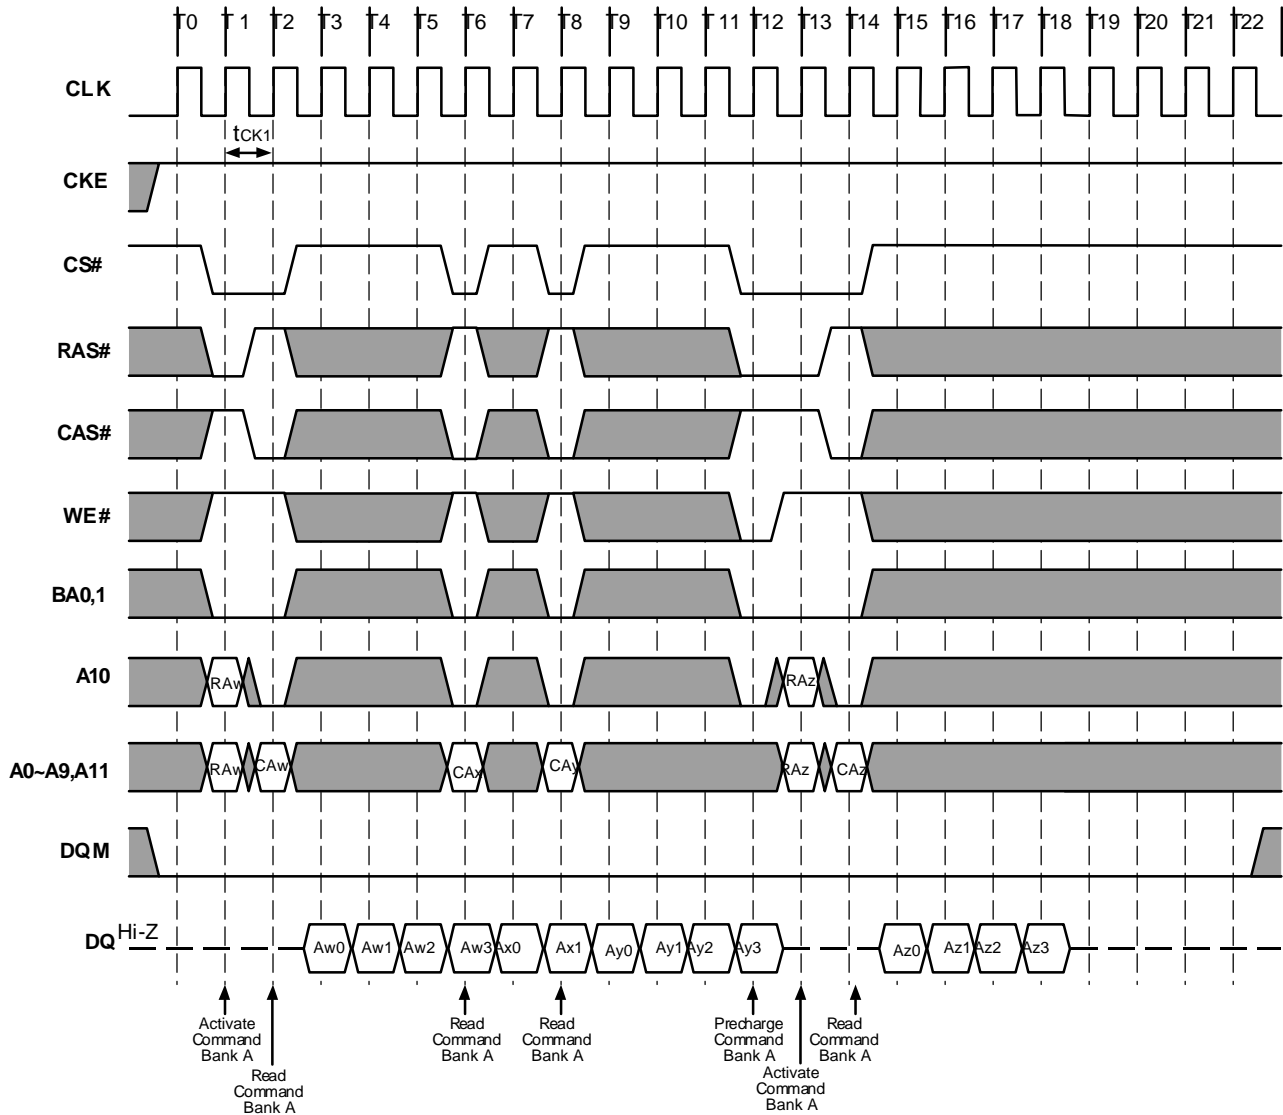 T0 T 1 T2 T3 T4 T5 T6 T7 T8 T9 T10 T 11 T12 T13 T14 T15 T16 T17 T18 T19 T20 T21 T22
CLK
tCK1
CKE
CS#
RAS#
CAS#
WE#
BA0,1
A10 RAw RAz
A0~A9,A11 RAw CAw CAx CAy RAz CAz
DQM
DQ Hi-Z Aw0 Aw1 Aw2 Aw3 Ax0 Ax1 Ay0 Ay1 Ay2 Ay3 Az0 Az1 Az2 Az3
Activate
Command
Bank A
Read
Command
Bank A
Read
Command
Bank A
Read
Command
Bank A
Precharge
Command
Bank A
Activate
Command
Bank A
Read
Command
Bank A